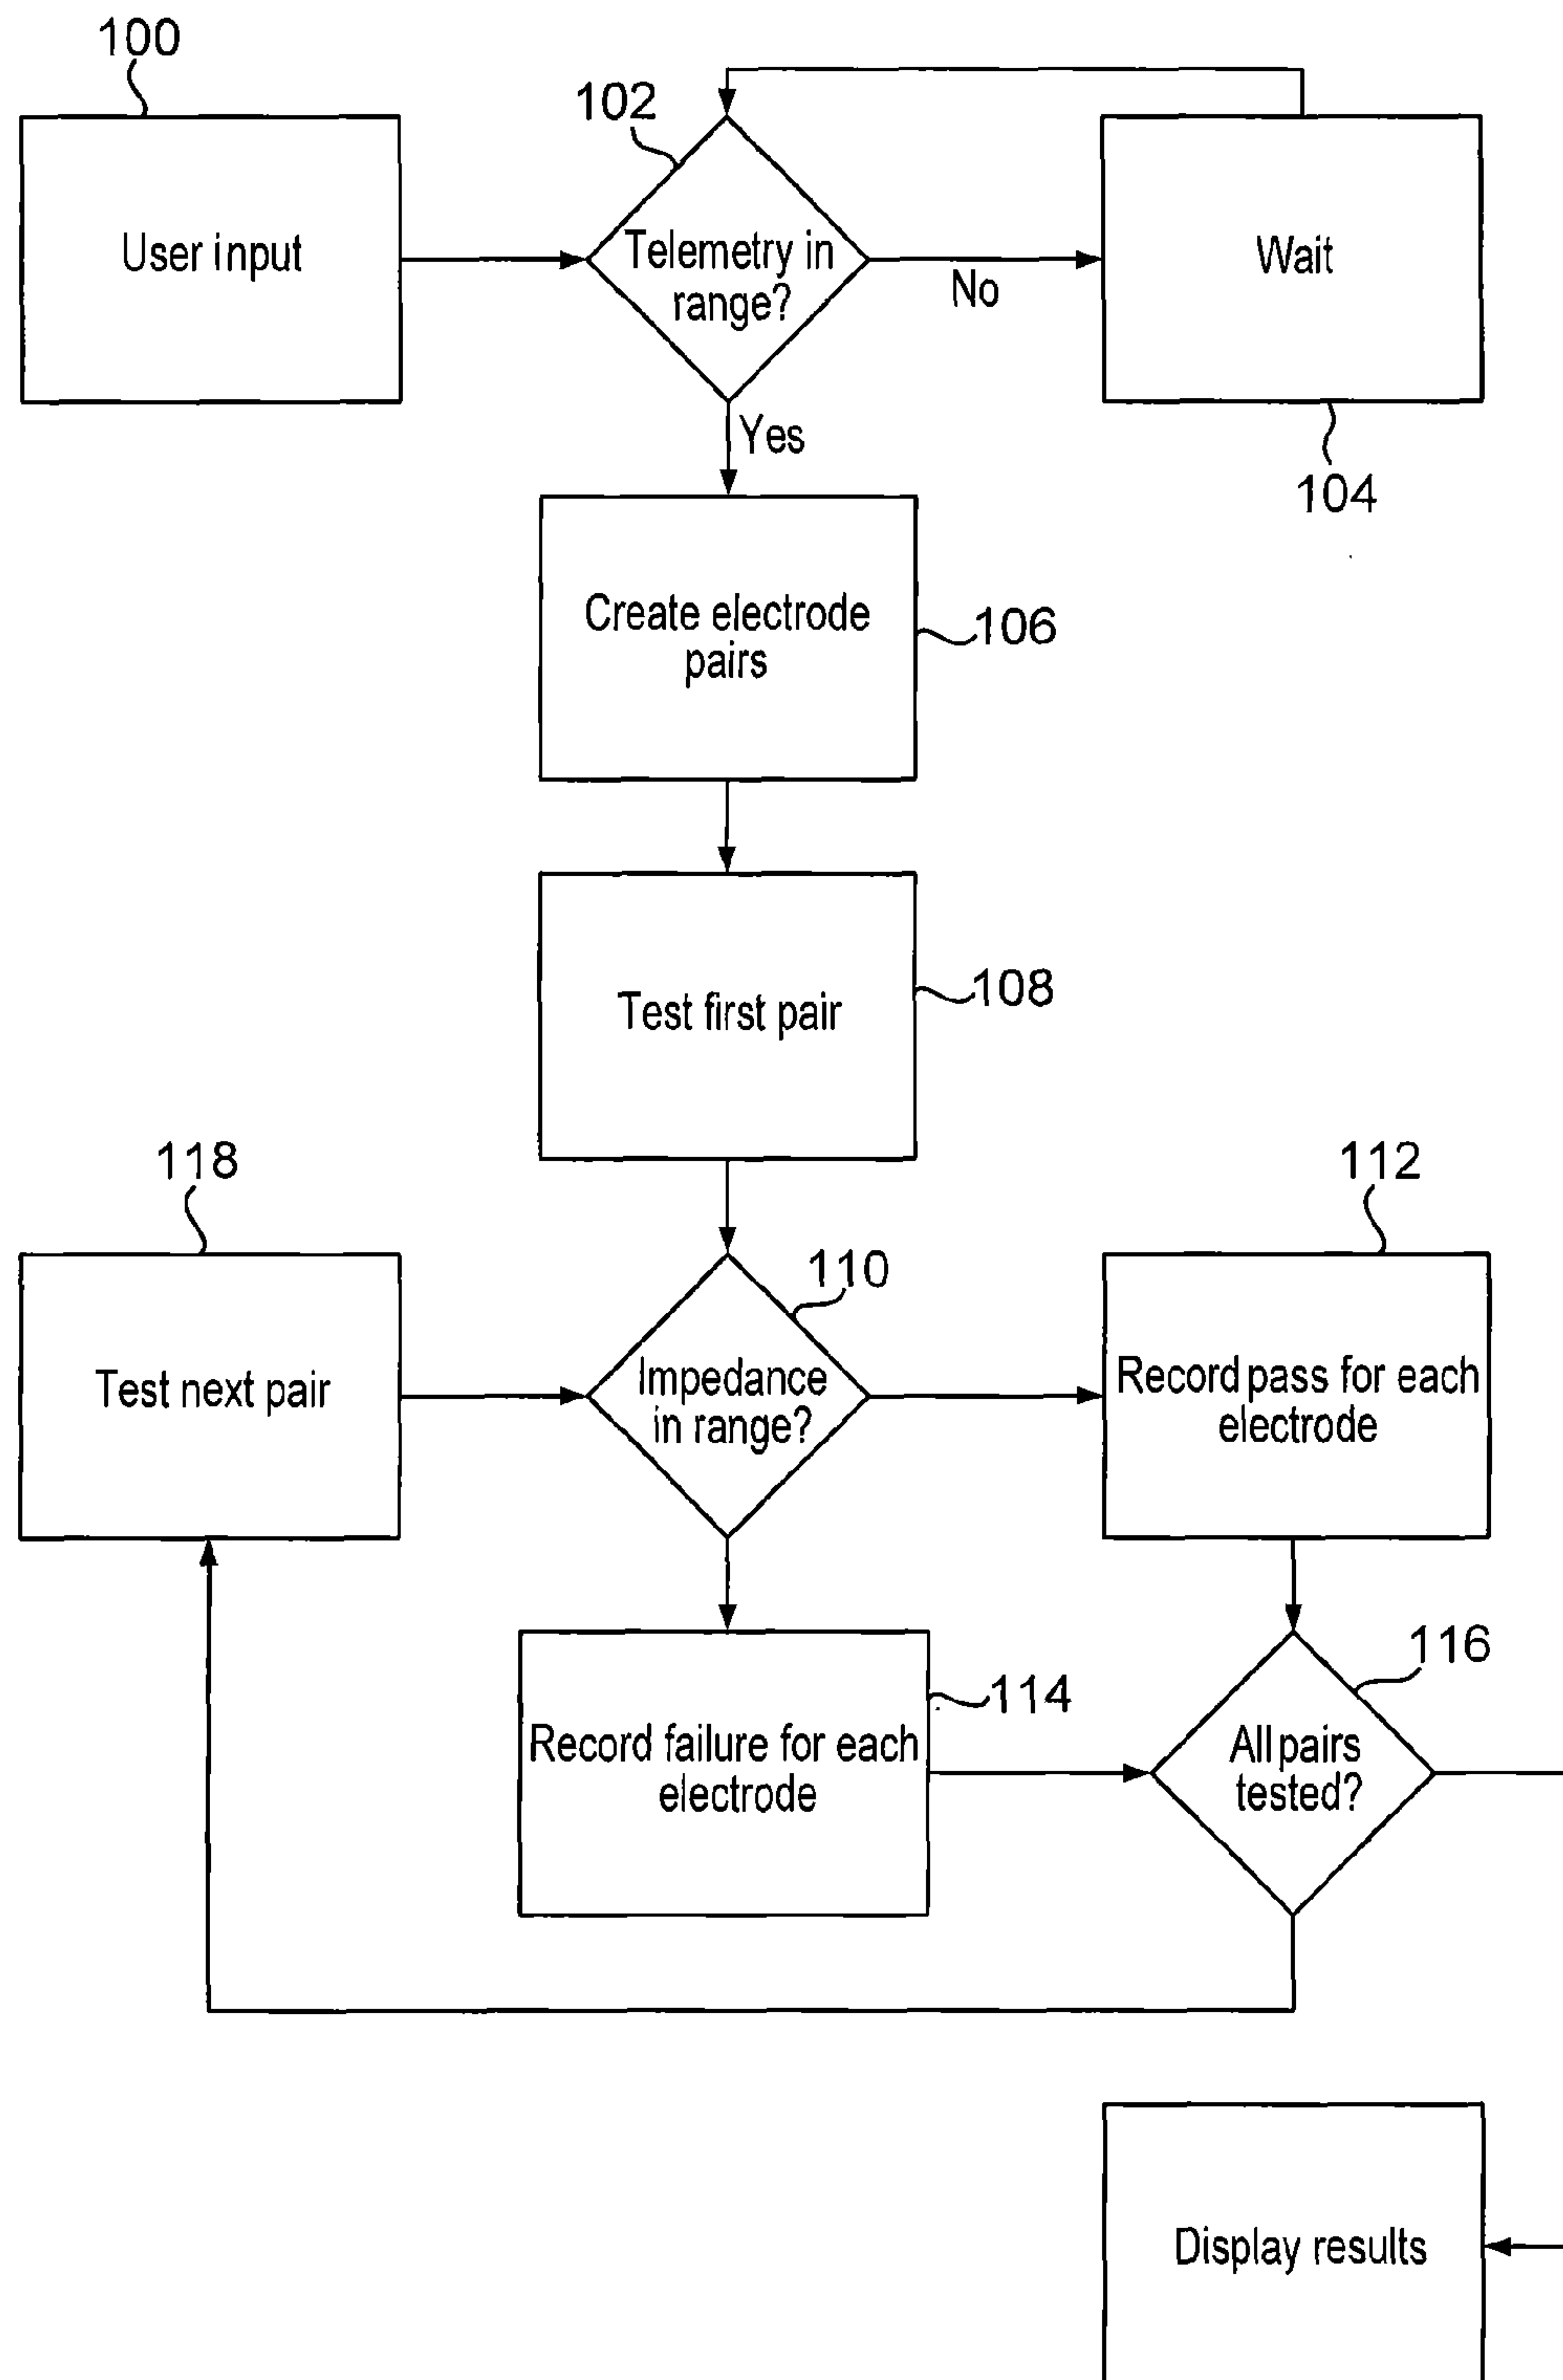 100
102
User input
Telemetry in
range?
No
Wait
Yes
104
Create electrode
pairs
106
Test first pair
108
118
112
110
Test next pair
Impedance
in range?
Record pass for each
electrode
116
114
Record failure for each
electrode
All pairs
tested?
Display results